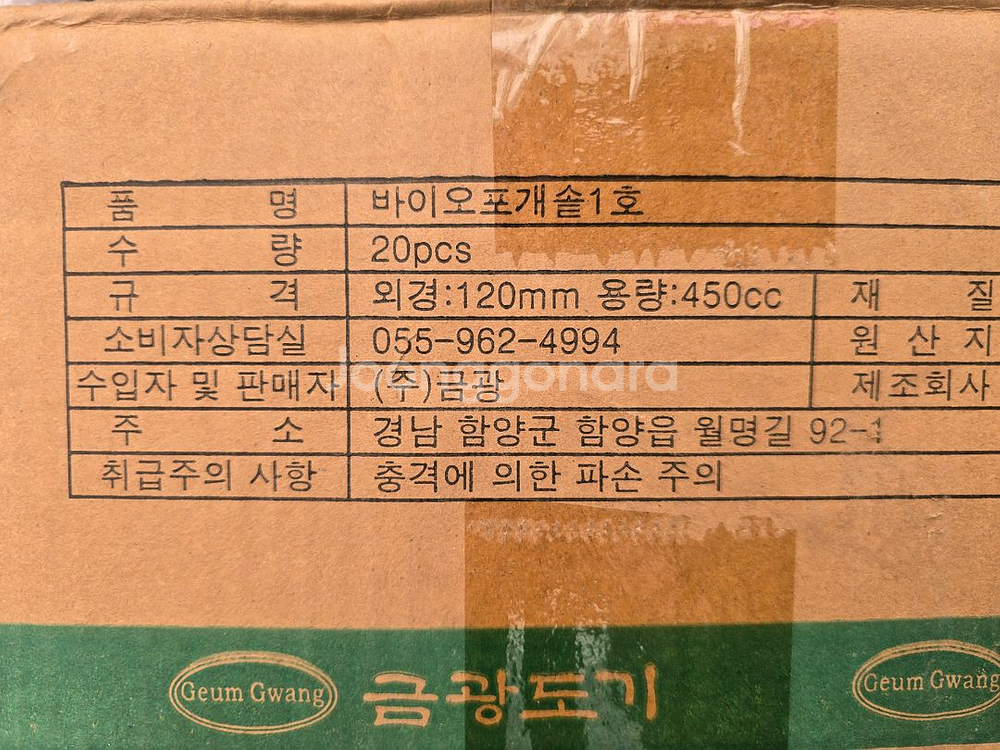 품 명 바이오포개솥1호
수 량 20pcs
규 격 외경:120mm 용량:450cc 재 질
소비자상담실 055-962-4994 원 산 지
수입자 및 판매자 (주)금광 제조회사
Joonggonara
주 소 경남 함양군 함양읍 월명길 92-1
취급주의 사항 충격에 의한 파손 주의
Geum Gwang 금광도기 Geum Gwang